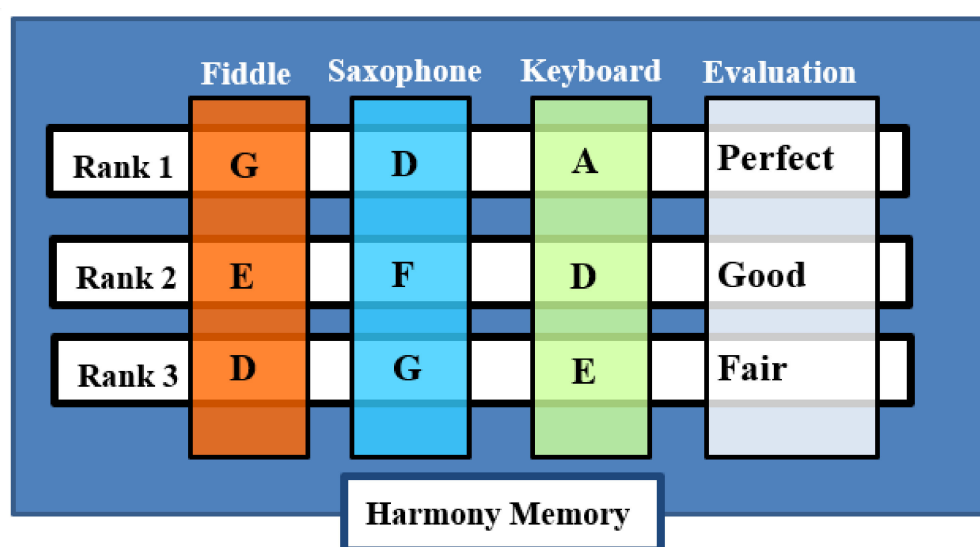 Fiddle Saxophone Keyboard Evaluation
Rank 1 G D A Perfect
Rank 2 E F D Good
Rank 3 D G E Fair
Harmony Memory